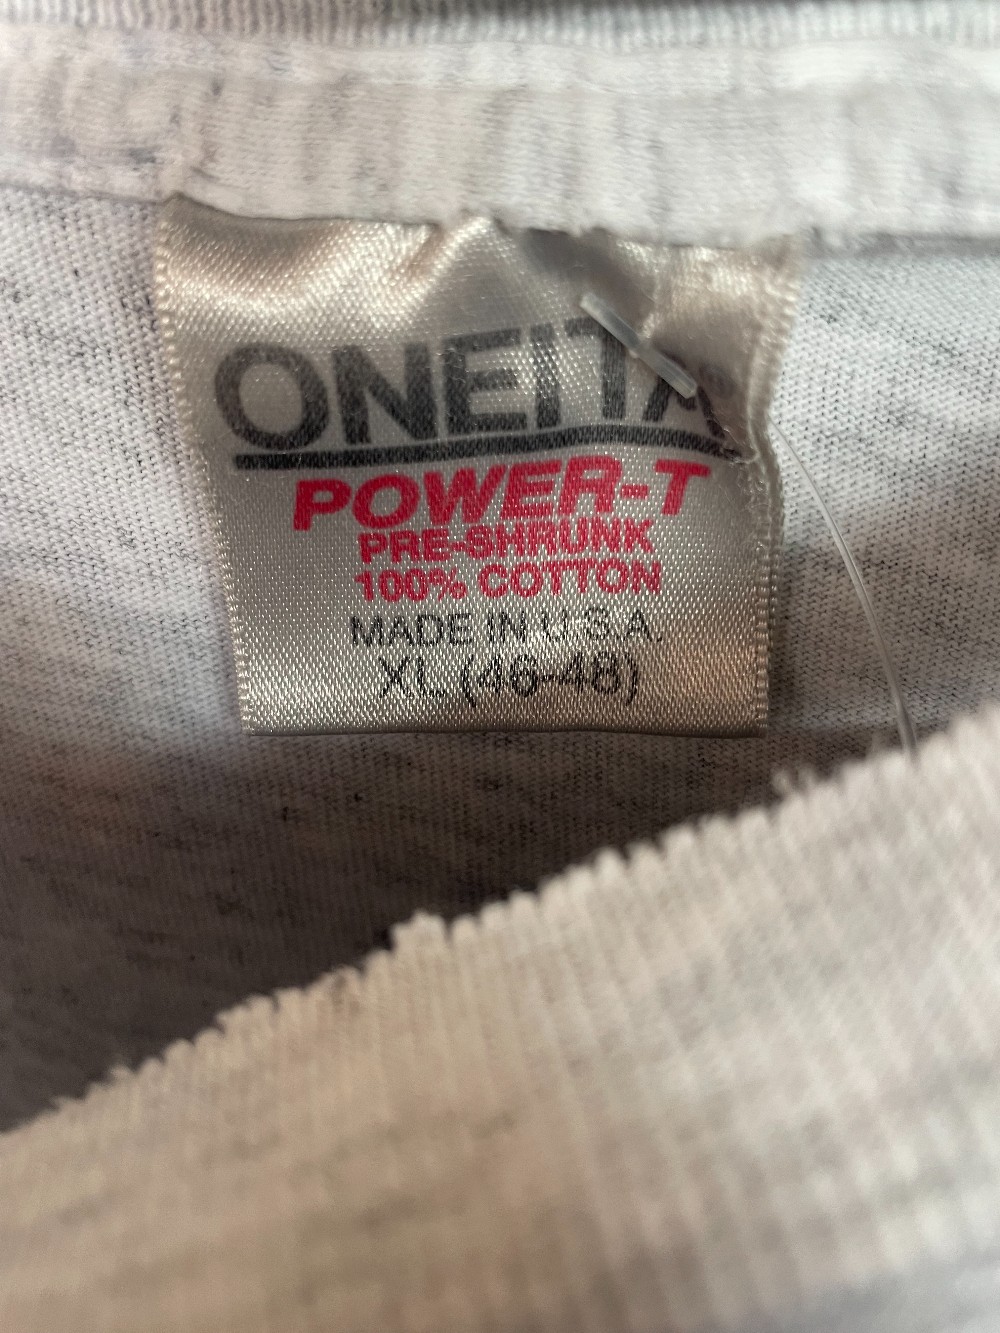 ONEITA®
POWER-T
PRE-SHRUNK
100% COTTON
MADE IN U.S.A.
XL (46-48)